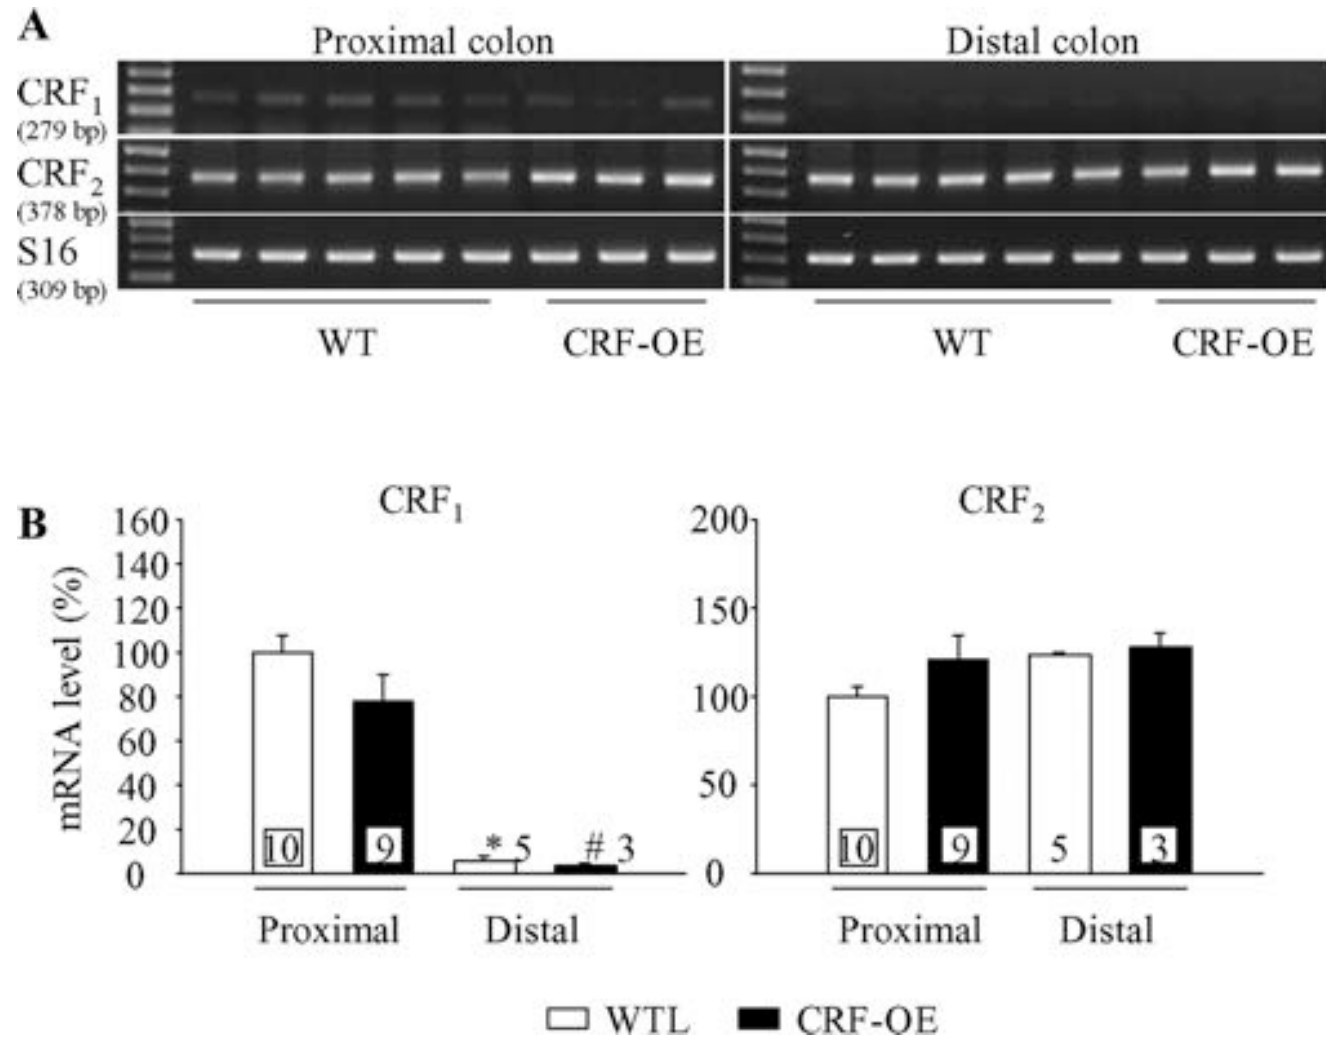 A
Proximal colon Distal colon
CRF1
(279 bp)
CRF2
(378 bp)
S16
(309 bp)
WT CRF-OE WT CRF-OE
B
CRF1 CRF2
mRNA level (%)
160
140
120
100
80
60
40
20
0
10 9 * 5 # 3
Proximal Distal
200
150
100
50
0
10 9 5 3
Proximal Distal
WTL CRF-OE